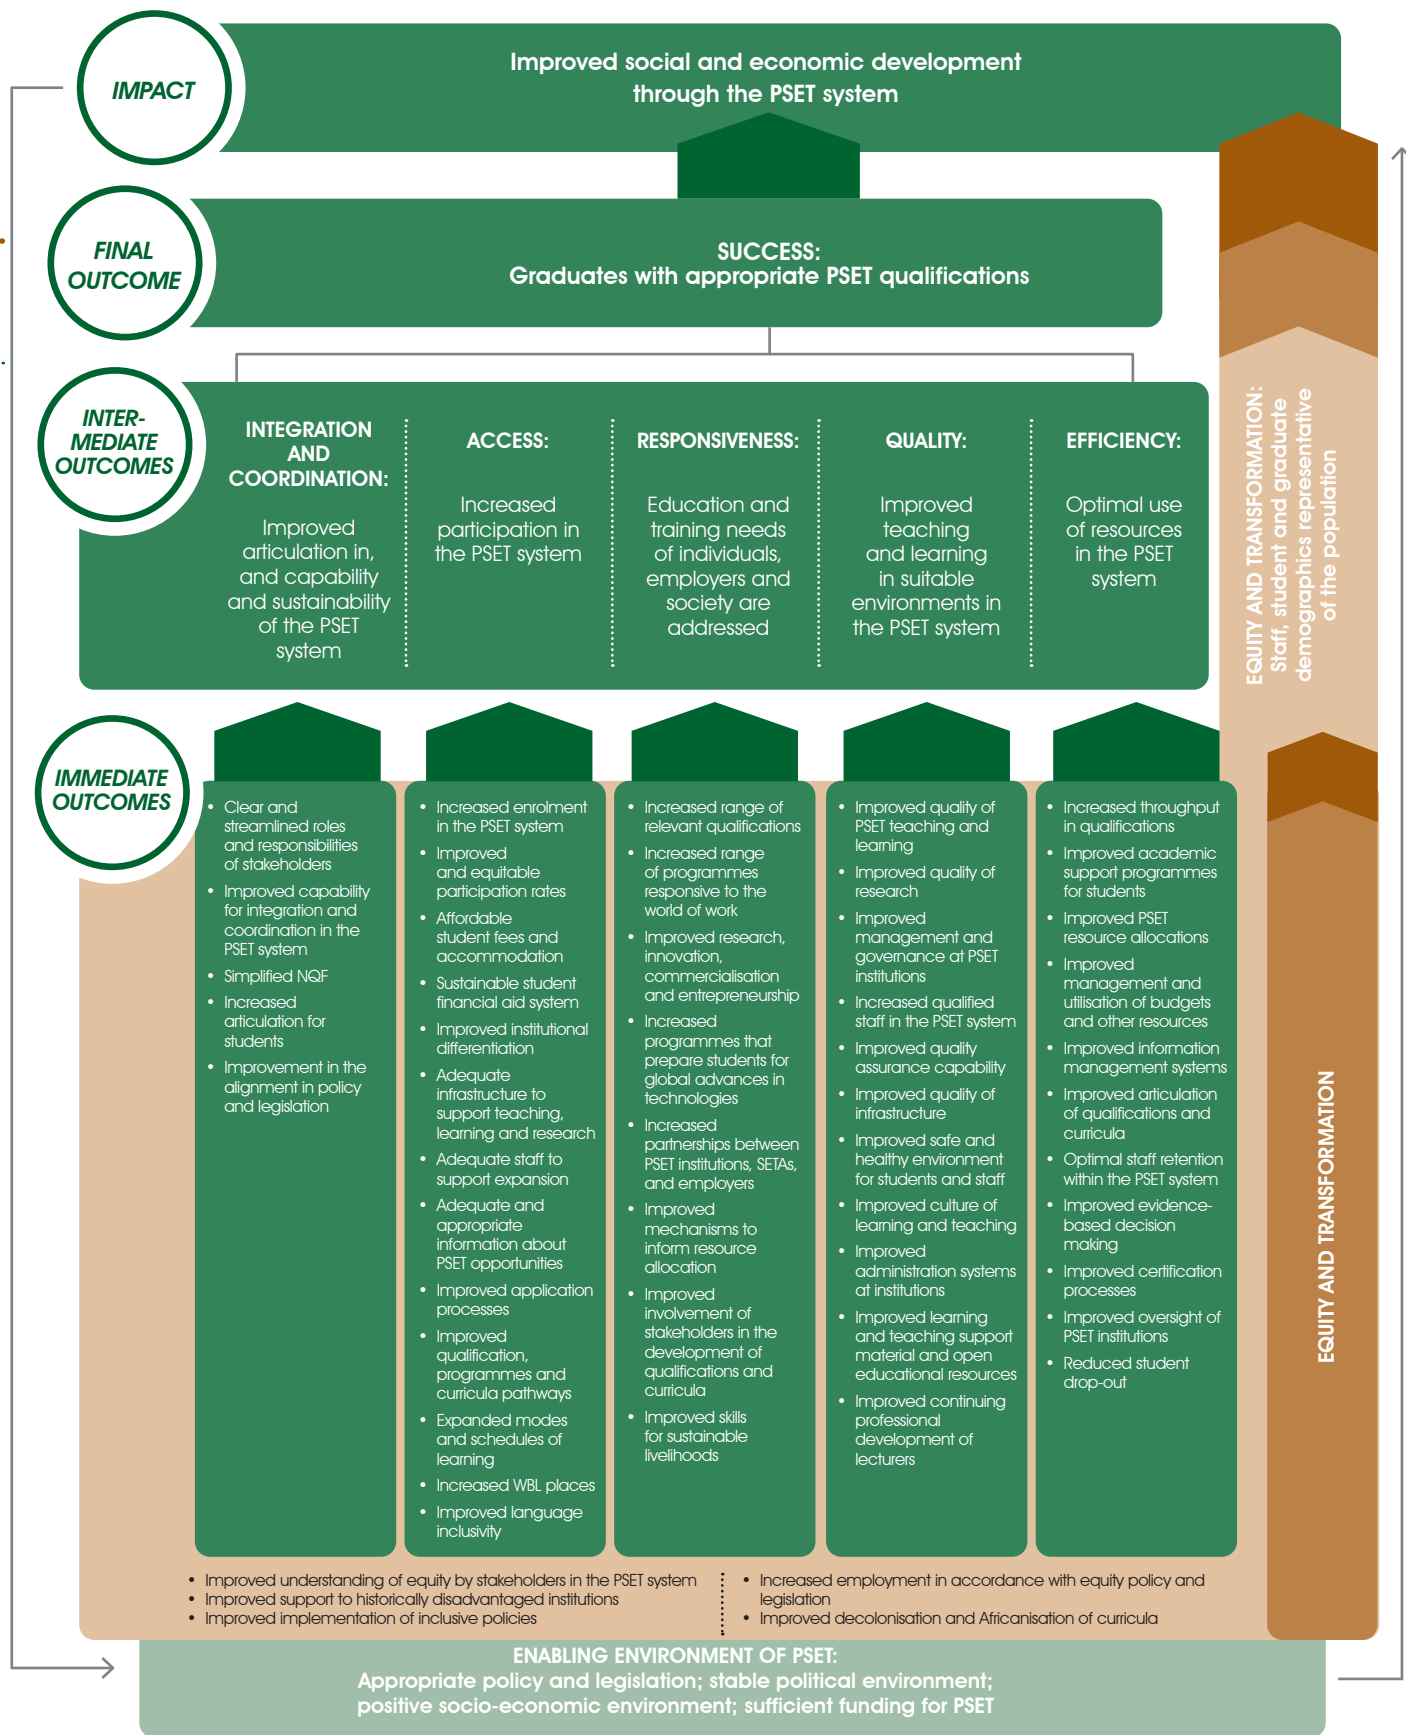 IMPACT
Improved social and economic development
through the PSET system
FINAL
OUTCOME
SUCCESS:
Graduates with appropriate PSET qualifications
INTER-
MEDIATE
OUTCOMES
INTEGRATION
AND
COORDINATION:
Improved
articulation in,
and capability
and sustainability
of the PSET
system
ACCESS:
Increased
participation in
the PSET system
RESPONSIVENESS:
Education and
training needs
of individuals,
employers and
society are
addressed
QUALITY:
Improved
teaching
and learning
in suitable
environments in
the PSET system
EFFICIENCY:
Optimal use
of resources
in the PSET
system
EQUITY AND TRANSFORMATION:
Staff, student and graduate
demographics representative
of the population
IMMEDIATE
OUTCOMES
• Clear and
streamlined roles
and responsibilities
of stakeholders
• Improved capability
for integration and
coordination in the
PSET system
• Simplified NQF
• Increased
articulation for
students
• Improvement in the
alignment in policy
and legislation
• Increased enrolment
in the PSET system
• Improved
and equitable
participation rates
• Affordable
student fees and
accommodation
• Sustainable student
financial aid system
• Improved institutional
differentiation
• Adequate
infrastructure to
support teaching,
learning and research
• Adequate staff to
support expansion
• Adequate and
appropriate
information about
PSET opportunities
• Improved application
processes
• Improved
qualification,
programmes and
curricula pathways
• Expanded modes
and schedules of
learning
• Increased WBL places
• Improved language
inclusivity
• Increased range of
relevant qualifications
• Increased range
of programmes
responsive to the
world of work
• Improved research,
innovation,
commercialisation
and entrepreneurship
• Increased
programmes that
prepare students for
global advances in
technologies
• Increased
partnerships between
PSET institutions, SETAs,
and employers
• Improved
mechanisms to
inform resource
allocation
• Improved
involvement of
stakeholders in the
development of
qualifications and
curricula
• Improved skills
for sustainable
livelihoods
• Improved quality of
PSET teaching and
learning
• Improved quality of
research
• Improved
management and
governance at PSET
institutions
• Increased qualified
staff in the PSET system
• Improved quality
assurance capability
• Improved quality of
infrastructure
• Improved safe and
healthy environment
for students and staff
• Improved culture of
learning and teaching
• Improved
administration systems
at institutions
• Improved learning
and teaching support
material and open
educational resources
• Improved continuing
professional
development of
lecturers
• Increased throughput
in qualifications
• Improved academic
support programmes
for students
• Improved PSET
resource allocations
• Improved
management and
utilisation of budgets
and other resources
• Improved information
management systems
• Improved articulation
of qualifications and
curricula
• Optimal staff retention
within the PSET system
• Improved evidence-
based decision
making
• Improved certification
processes
• Improved oversight of
PSET institutions
• Reduced student
drop-out
EQUITY AND TRANSFORMATION
• Improved understanding of equity by stakeholders in the PSET system
• Improved support to historically disadvantaged institutions
• Improved implementation of inclusive policies
• Increased employment in accordance with equity policy and
legislation
• Improved decolonisation and Africanisation of curricula
ENABLING ENVIRONMENT OF PSET:
Appropriate policy and legislation; stable political environment;
positive socio-economic environment; sufficient funding for PSET